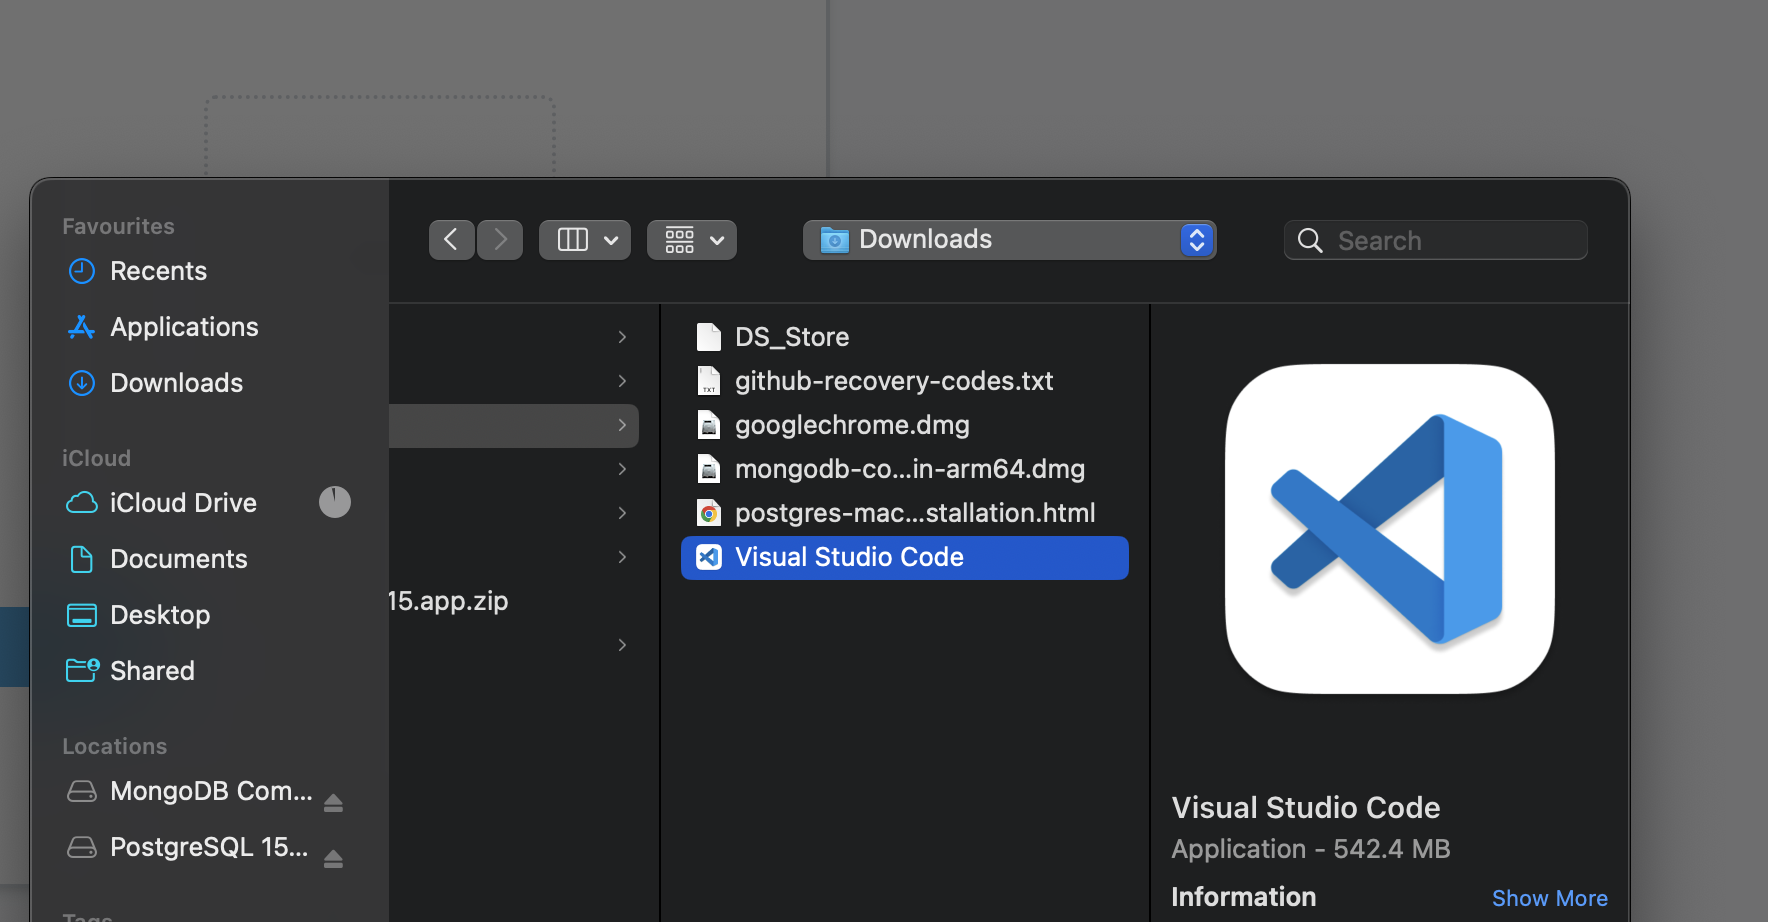 Favourites
Recents
Applications
Downloads
iCloud
iCloud Drive
Documents
Desktop
Shared
Locations
MongoDB Com...
PostgreSQL 15...
Tags
Downloads
Search
15.app.zip
DS_Store
github-recovery-codes.txt
googlechrome.dmg
mongodb-co...in-arm64.dmg
postgres-mac...stallation.html
Visual Studio Code
Visual Studio Code
Application - 542.4 MB
Information
Show More